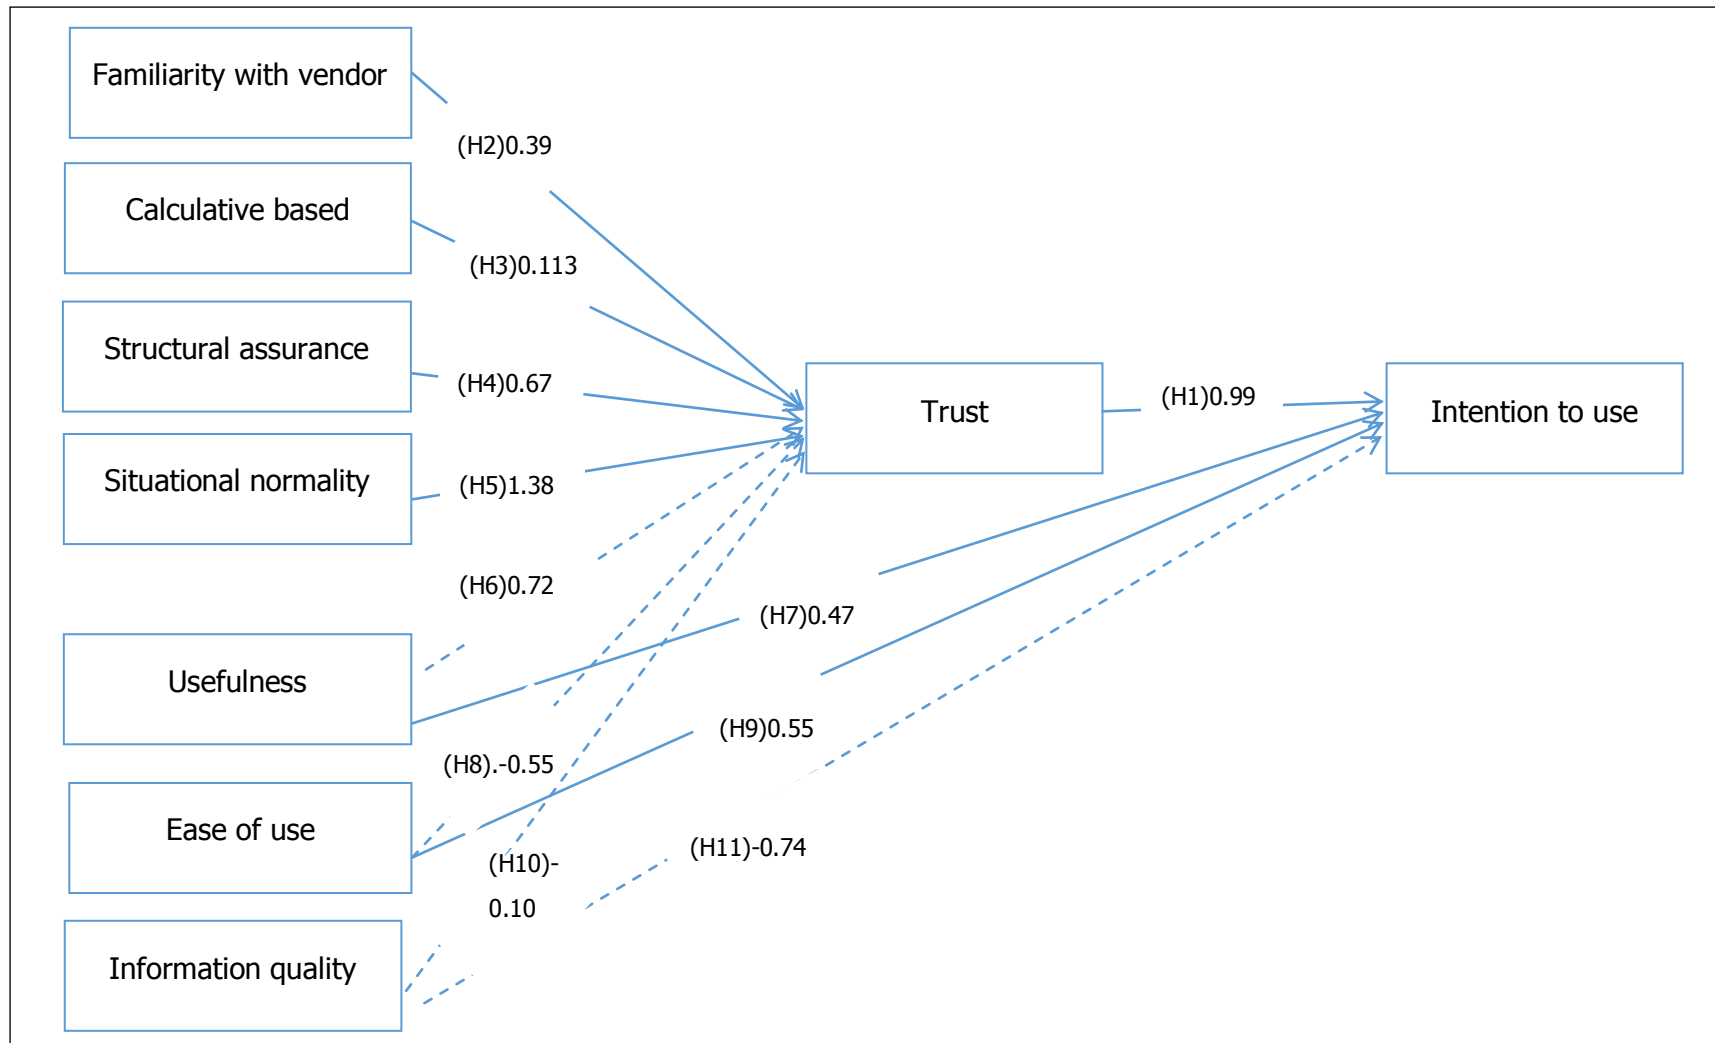 Familiarity with vendor
(H2)0.39
Calculative based
(H3)0.113
Structural assurance
(H4)0.67
Trust
(H1)0.99
Intention to use
Situational normality
(H5)1.38
(H6)0.72
(H7)0.47
Usefulness
(H9)0.55
(H8).-0.55
Ease of use
(H11)-0.74
(H10)-
0.10
Information quality